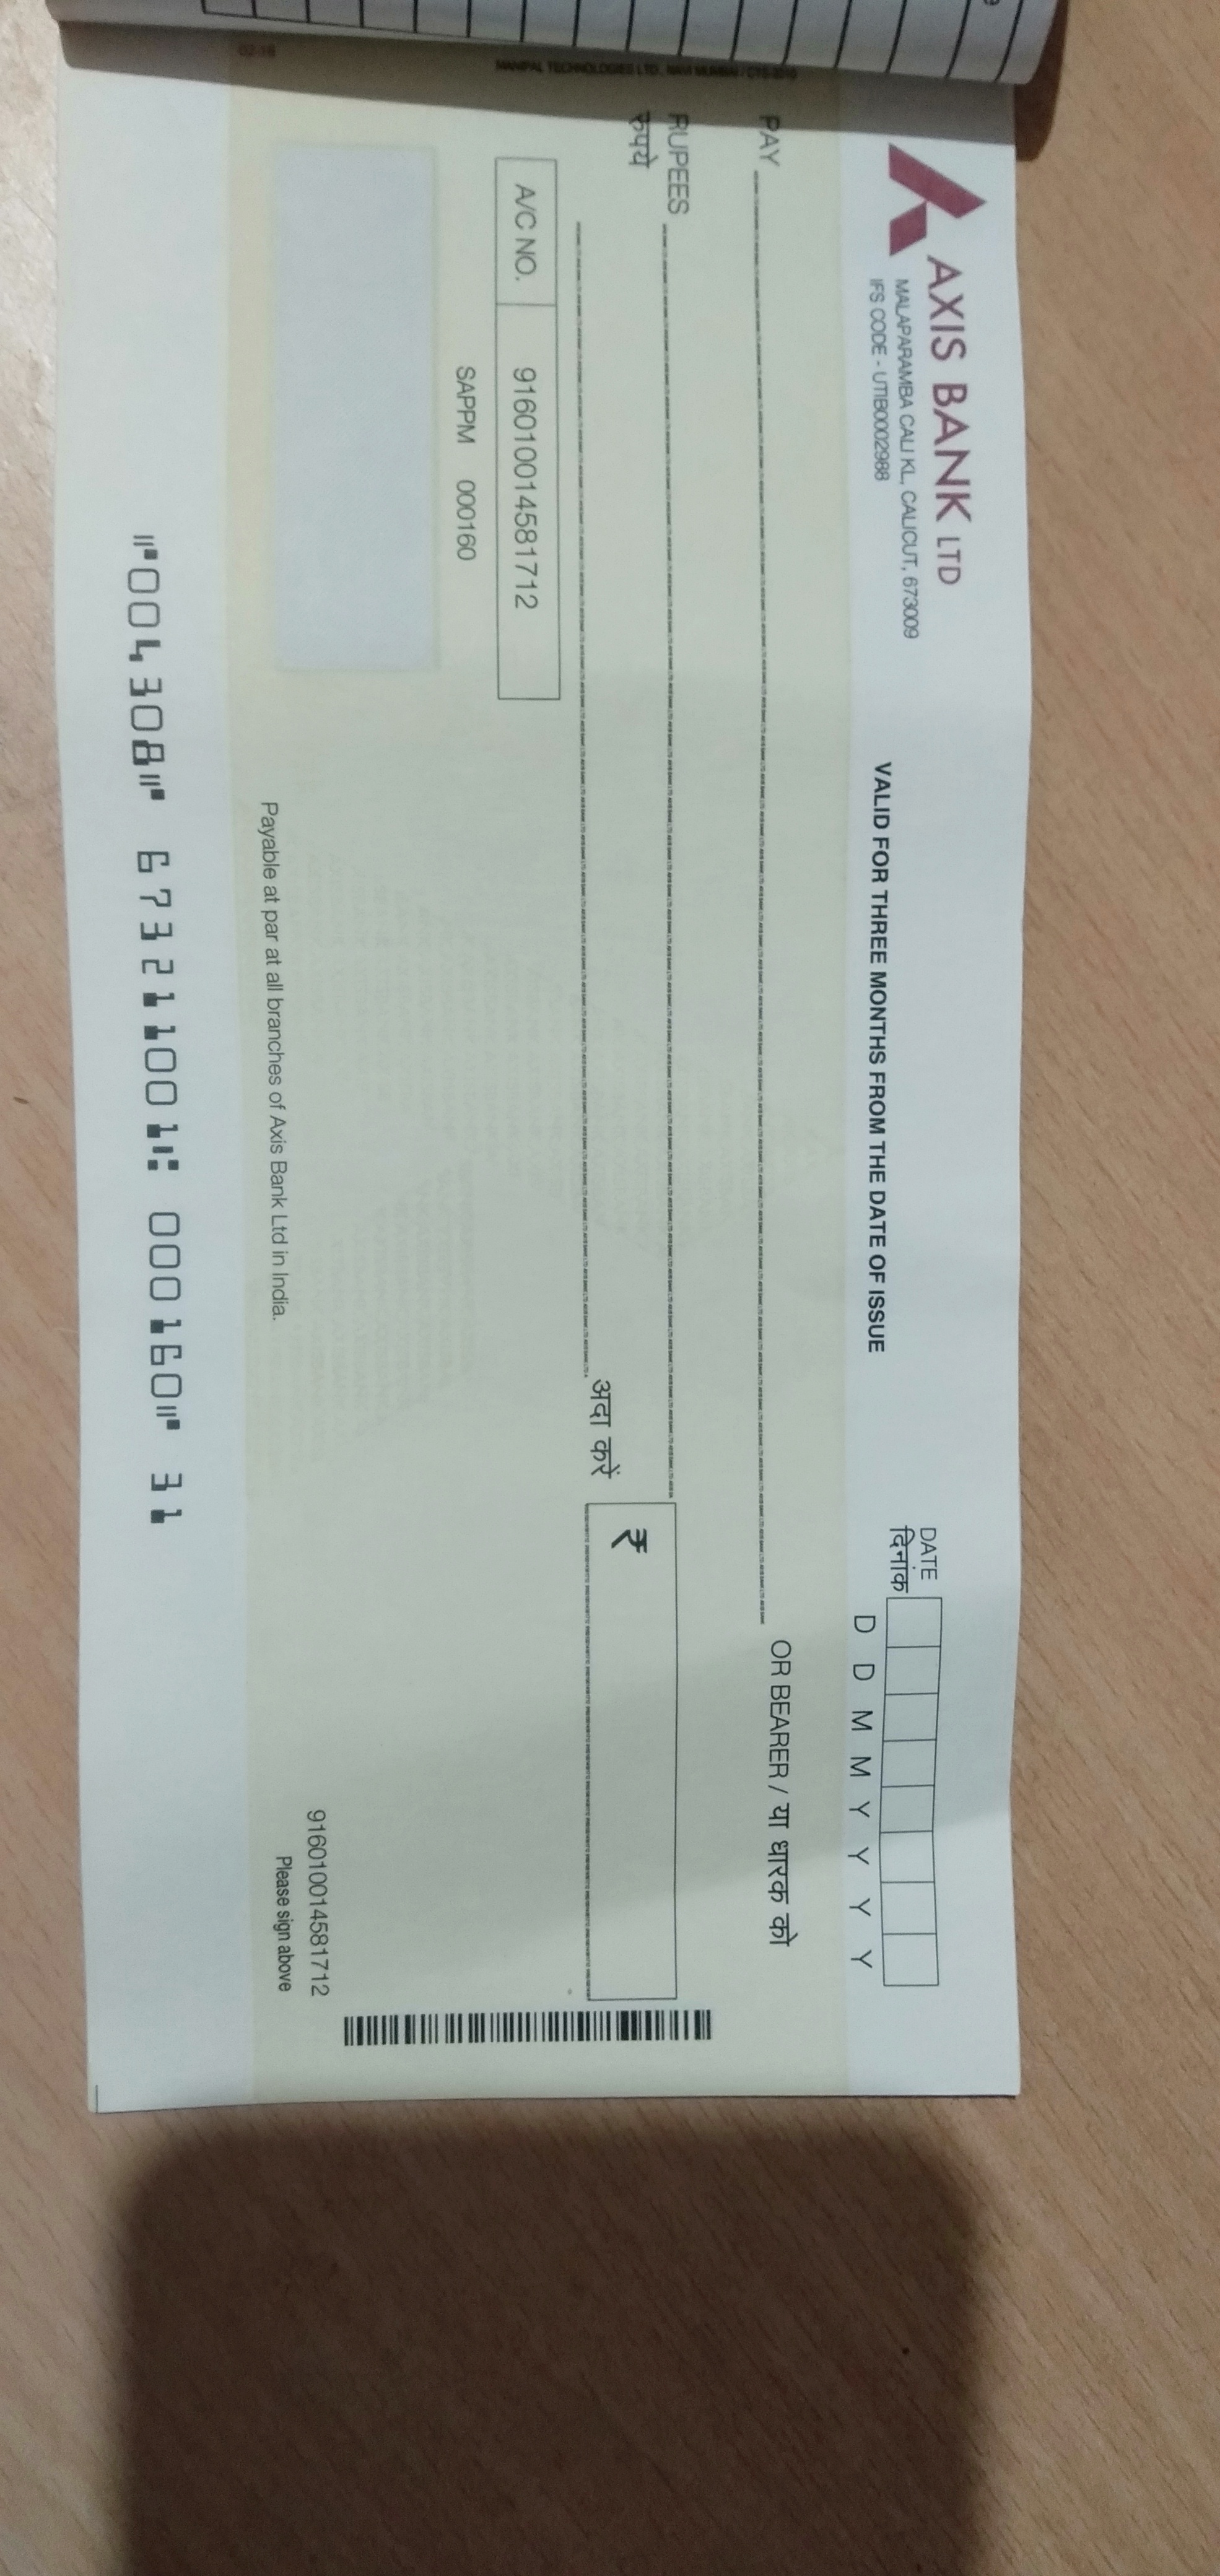 AXIS BANK LTD
MALAPARAMBA CALI KL, CALICUT, 673009
IFS CODE - UTIB0002988
VALID FOR THREE MONTHS FROM THE DATE OF ISSUE
DATE
दिनांक
D D M M Y Y Y Y
PAY
OR BEARER / या धारक को
RUPEES
रुपये
अदा करें
₹
A/C NO. 916010014581712
SAPPM 000160
916010014581712
Please sign above
Payable at par at all branches of Axis Bank Ltd in India.
MANIPAL TECHNOLOGIES LTD., NAVI MUMBAI / CTS-2010
02-16
⑈004308⑈ 673211001⑆ 000160⑈ 31